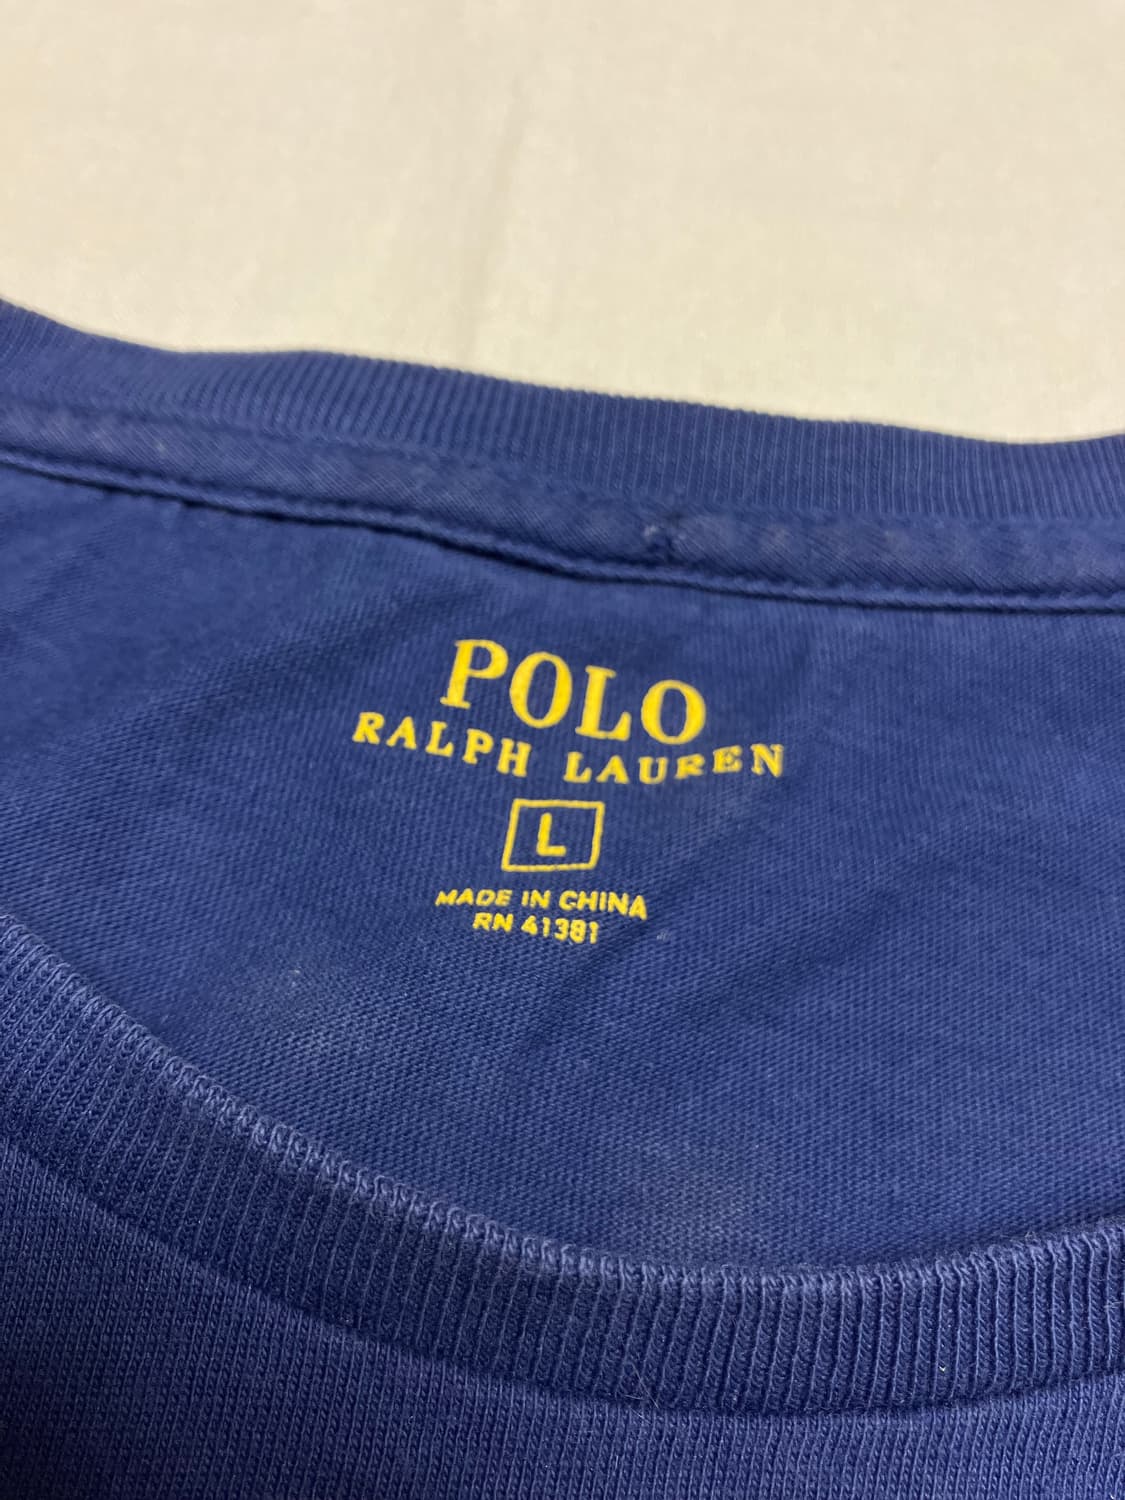 POLO
RALPH LAUREN
L
MADE IN CHINA
RN 41381